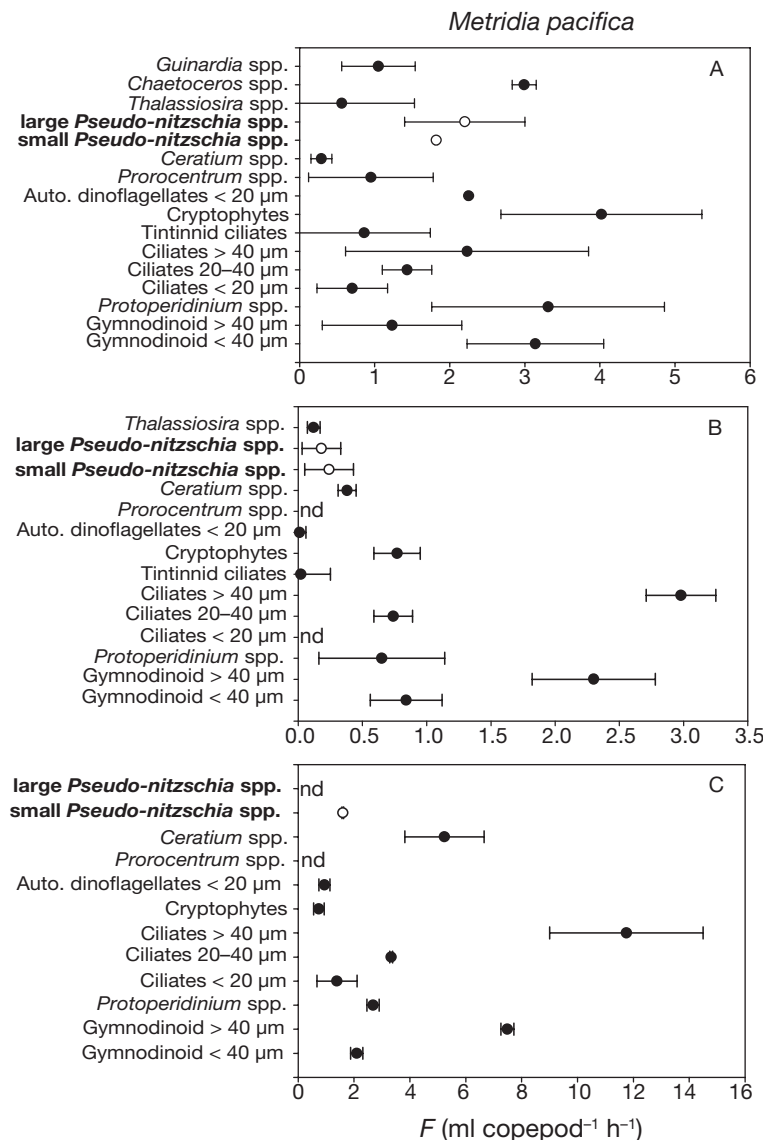 Metridia pacifica
A
Guinardia spp.
Chaetoceros spp.
Thalassiosira spp.
large Pseudo-nitzschia spp.
small Pseudo-nitzschia spp.
Ceratium spp.
Prorocentrum spp.
Auto. dinoflagellates < 20 µm
Cryptophytes
Tintinnid ciliates
Ciliates > 40 µm
Ciliates 20–40 µm
Ciliates < 20 µm
Protoperidinium spp.
Gymnodinoid > 40 µm
Gymnodinoid < 40 µm
0 1 2 3 4 5 6
B
Thalassiosira spp.
large Pseudo-nitzschia spp.
small Pseudo-nitzschia spp.
Ceratium spp.
Prorocentrum spp. nd
Auto. dinoflagellates < 20 µm
Cryptophytes
Tintinnid ciliates
Ciliates > 40 µm
Ciliates 20–40 µm
Ciliates < 20 µm nd
Protoperidinium spp.
Gymnodinoid > 40 µm
Gymnodinoid < 40 µm
0.0 0.5 1.0 1.5 2.0 2.5 3.0 3.5
C
large Pseudo-nitzschia spp. nd
small Pseudo-nitzschia spp.
Ceratium spp.
Prorocentrum spp. nd
Auto. dinoflagellates < 20 µm
Cryptophytes
Ciliates > 40 µm
Ciliates 20–40 µm
Ciliates < 20 µm
Protoperidinium spp.
Gymnodinoid > 40 µm
Gymnodinoid < 40 µm
0 2 4 6 8 10 12 14 16
F (ml copepod⁻¹ h⁻¹)